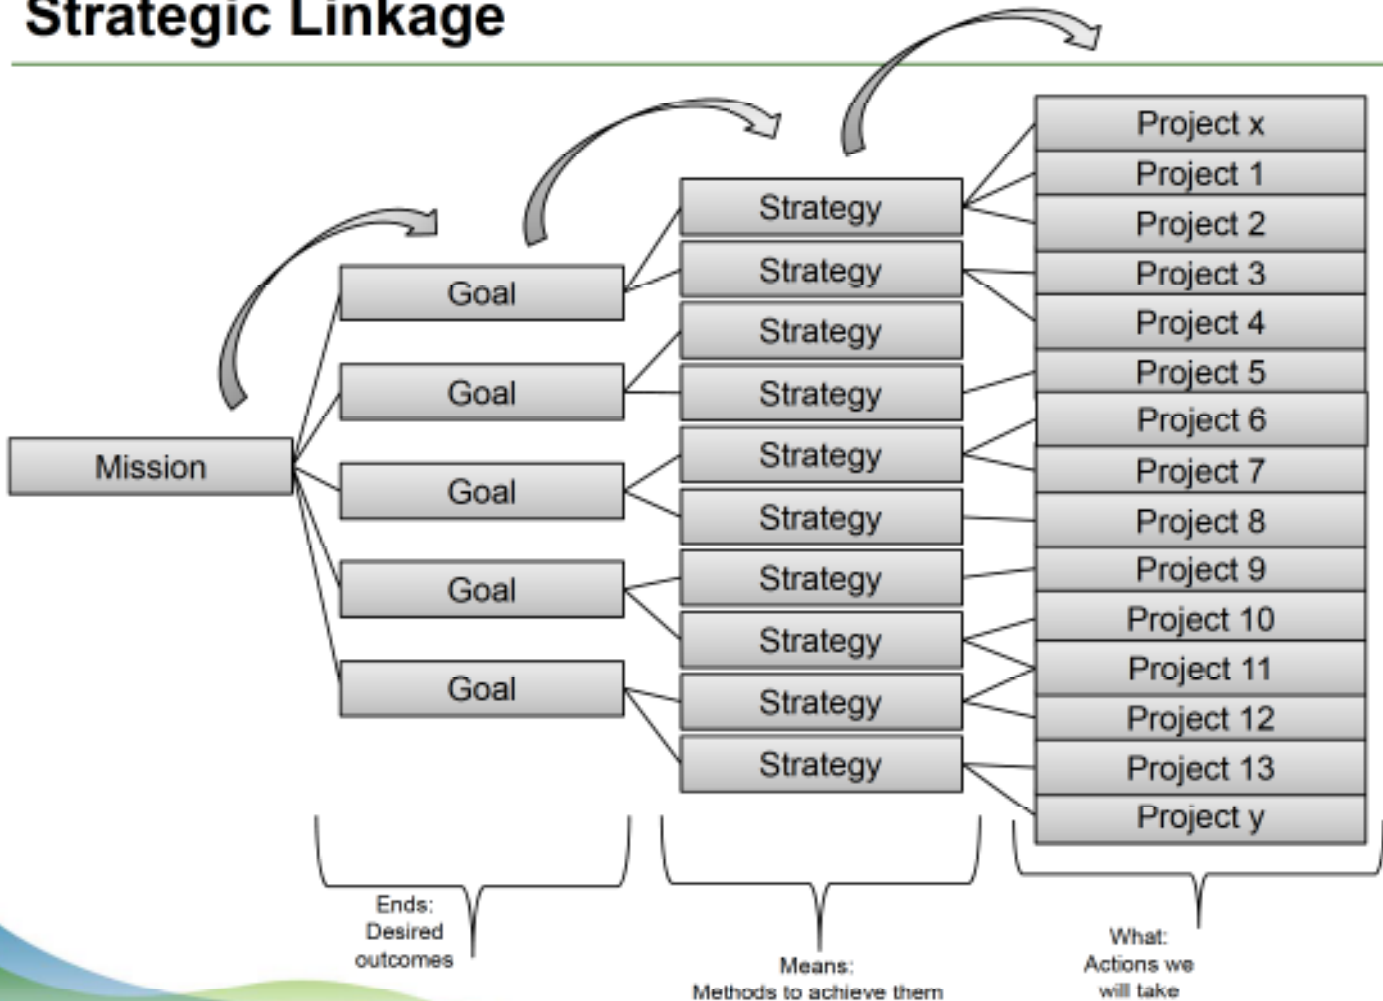 Strategic Linkage
Mission
Goal
Goal
Goal
Goal
Goal
Strategy
Strategy
Strategy
Strategy
Strategy
Strategy
Strategy
Strategy
Strategy
Strategy
Project x
Project 1
Project 2
Project 3
Project 4
Project 5
Project 6
Project 7
Project 8
Project 9
Project 10
Project 11
Project 12
Project 13
Project y
Ends:
Desired
outcomes
Means:
Methods to achieve them
What:
Actions we
will take